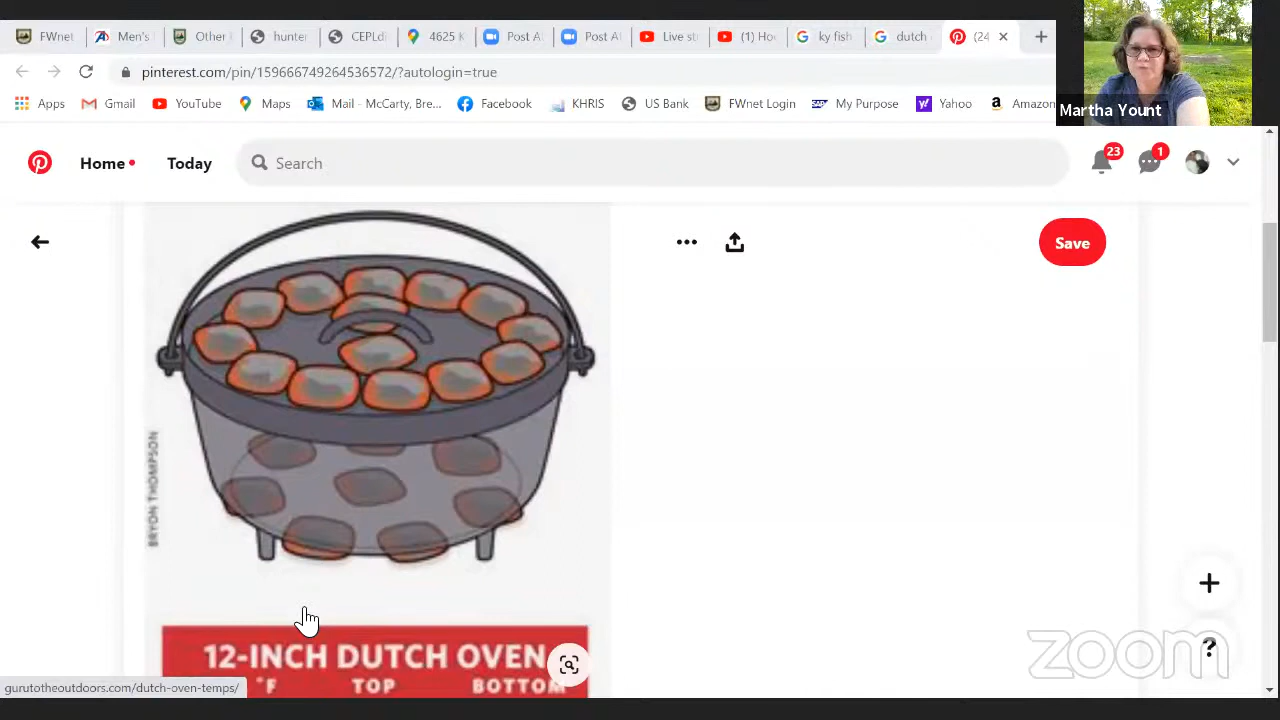 FWnet
Men's
Other
hunter
CEPLd
4625 K
Post A
Post A
Live st
(1) Ho
ky fish
dutch
(24
pinterest.com/pin/159666749264536572/?autologin=true
Apps
Gmail
YouTube
Maps
Mail - McCarty, Bre...
Facebook
KHRIS
US Bank
FWnet Login
SAP
My Purpose
Yahoo
Amazon
Martha Yount
Home
Today
Search
23
1
Save
BRYON THOMPSON
12-INCH DUTCH OVEN
°F TOP BOTTOM
zoom
?
gurutotheoutdoors.com/dutch-oven-temps/